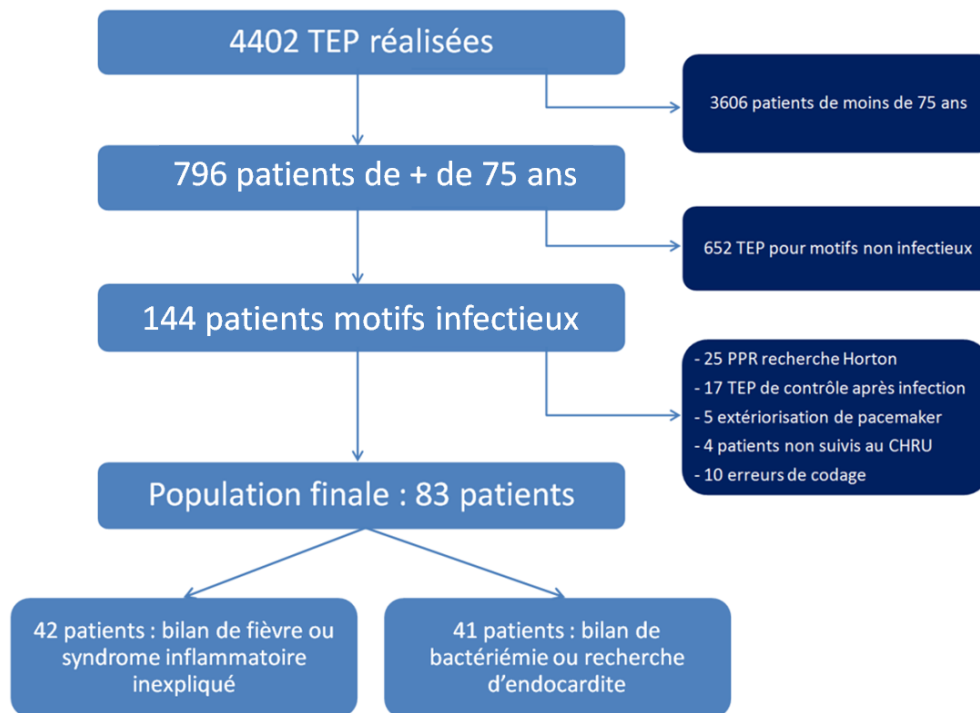 4402 TEP réalisées
3606 patients de moins de 75 ans
796 patients de + de 75 ans
652 TEP pour motifs non infectieux
144 patients motifs infectieux
- 25 PPR recherche Horton
- 17 TEP de contrôle après infection
- 5 extériorisation de pacemaker
- 4 patients non suivis au CHRU
- 10 erreurs de codage
Population finale : 83 patients
42 patients : bilan de fièvre ou
syndrome inflammatoire
inexpliqué
41 patients : bilan de
bactériémie ou recherche
d'endocardite